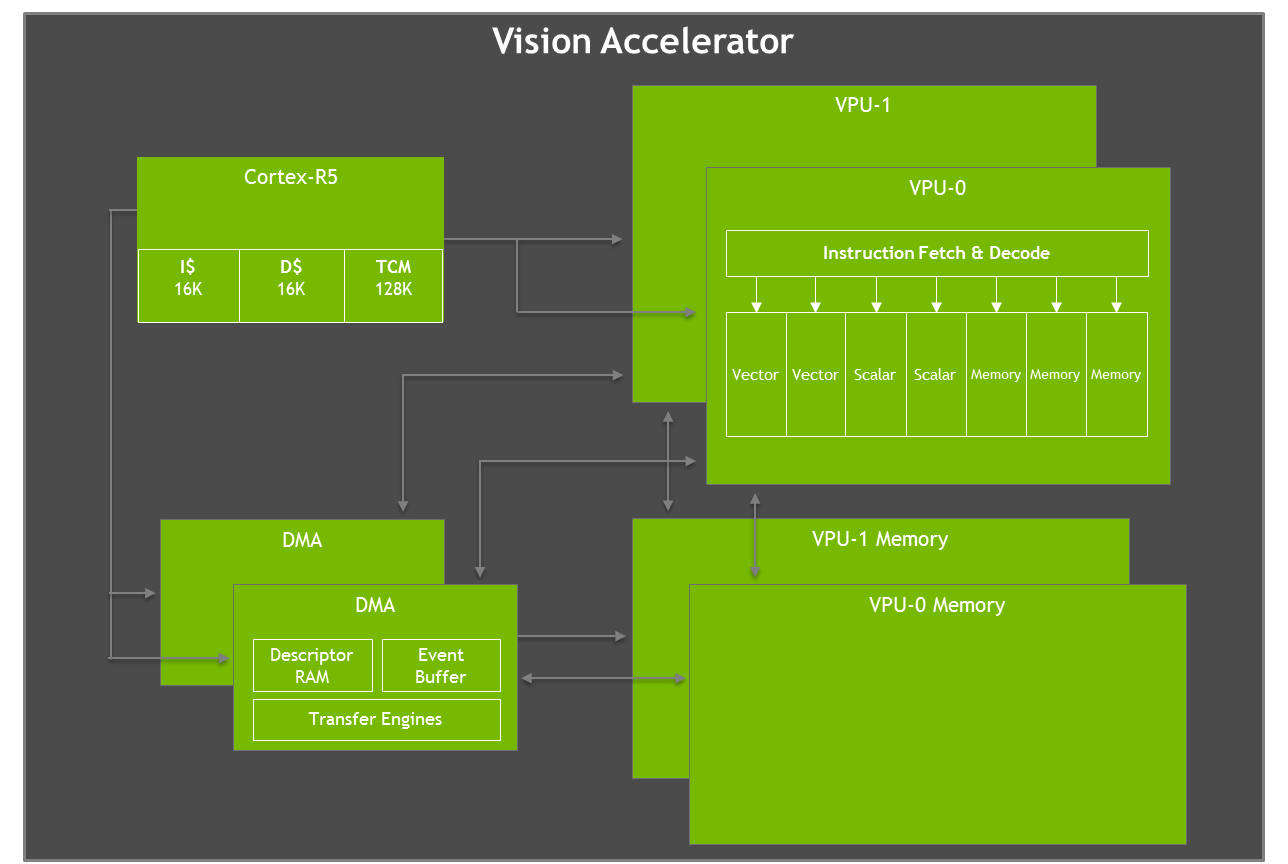 Vision Accelerator
VPU-1
Cortex-R5
VPU-0
I$
16K
D$
16K
TCM
128K
Instruction Fetch & Decode
Vector
Vector
Scalar
Scalar
Memory
Memory
Memory
DMA
VPU-1 Memory
DMA
VPU-0 Memory
Descriptor
RAM
Event
Buffer
Transfer Engines